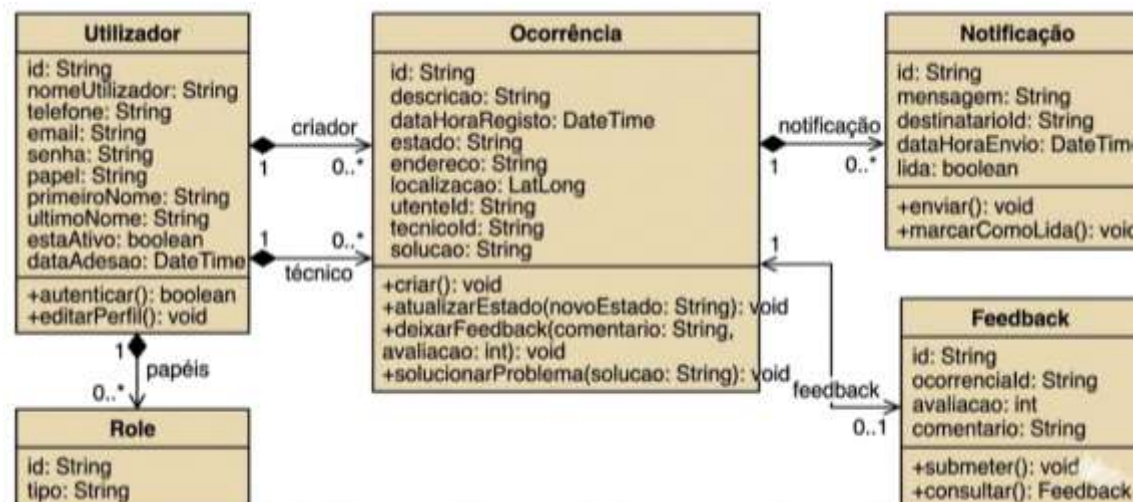 Utilizador
id: String
nomeUtilizador: String
telefone: String
email: String
senha: String
papel: String
primeiroNome: String
ultimoNome: String
estaAtivo: boolean
dataAdesao: DateTime
+autenticar(): boolean
+editarPerfil(): void
criador
1
0..*
1
0..*
técnico
Ocorrência
id: String
descricao: String
dataHoraRegisto: DateTime
estado: String
endereco: String
localizacao: LatLong
utenteId: String
tecnicoId: String
solucao: String
+criar(): void
+atualizarEstado(novoEstado: String): void
+deixarFeedback(comentario: String,
avaliacao: int): void
+solucionarProblema(solucao: String): void
notificação
1
0..*
Notificação
id: String
mensagem: String
destinatarioId: String
dataHoraEnvio: DateTime
lida: boolean
+enviar(): void
+marcarComoLida(): void
1
feedback
0..1
Feedback
id: String
ocorrenciaId: String
avaliacao: int
comentario: String
+submeter(): void
+consultar(): Feedback
1
papéis
0..*
Role
id: String
tipo: String